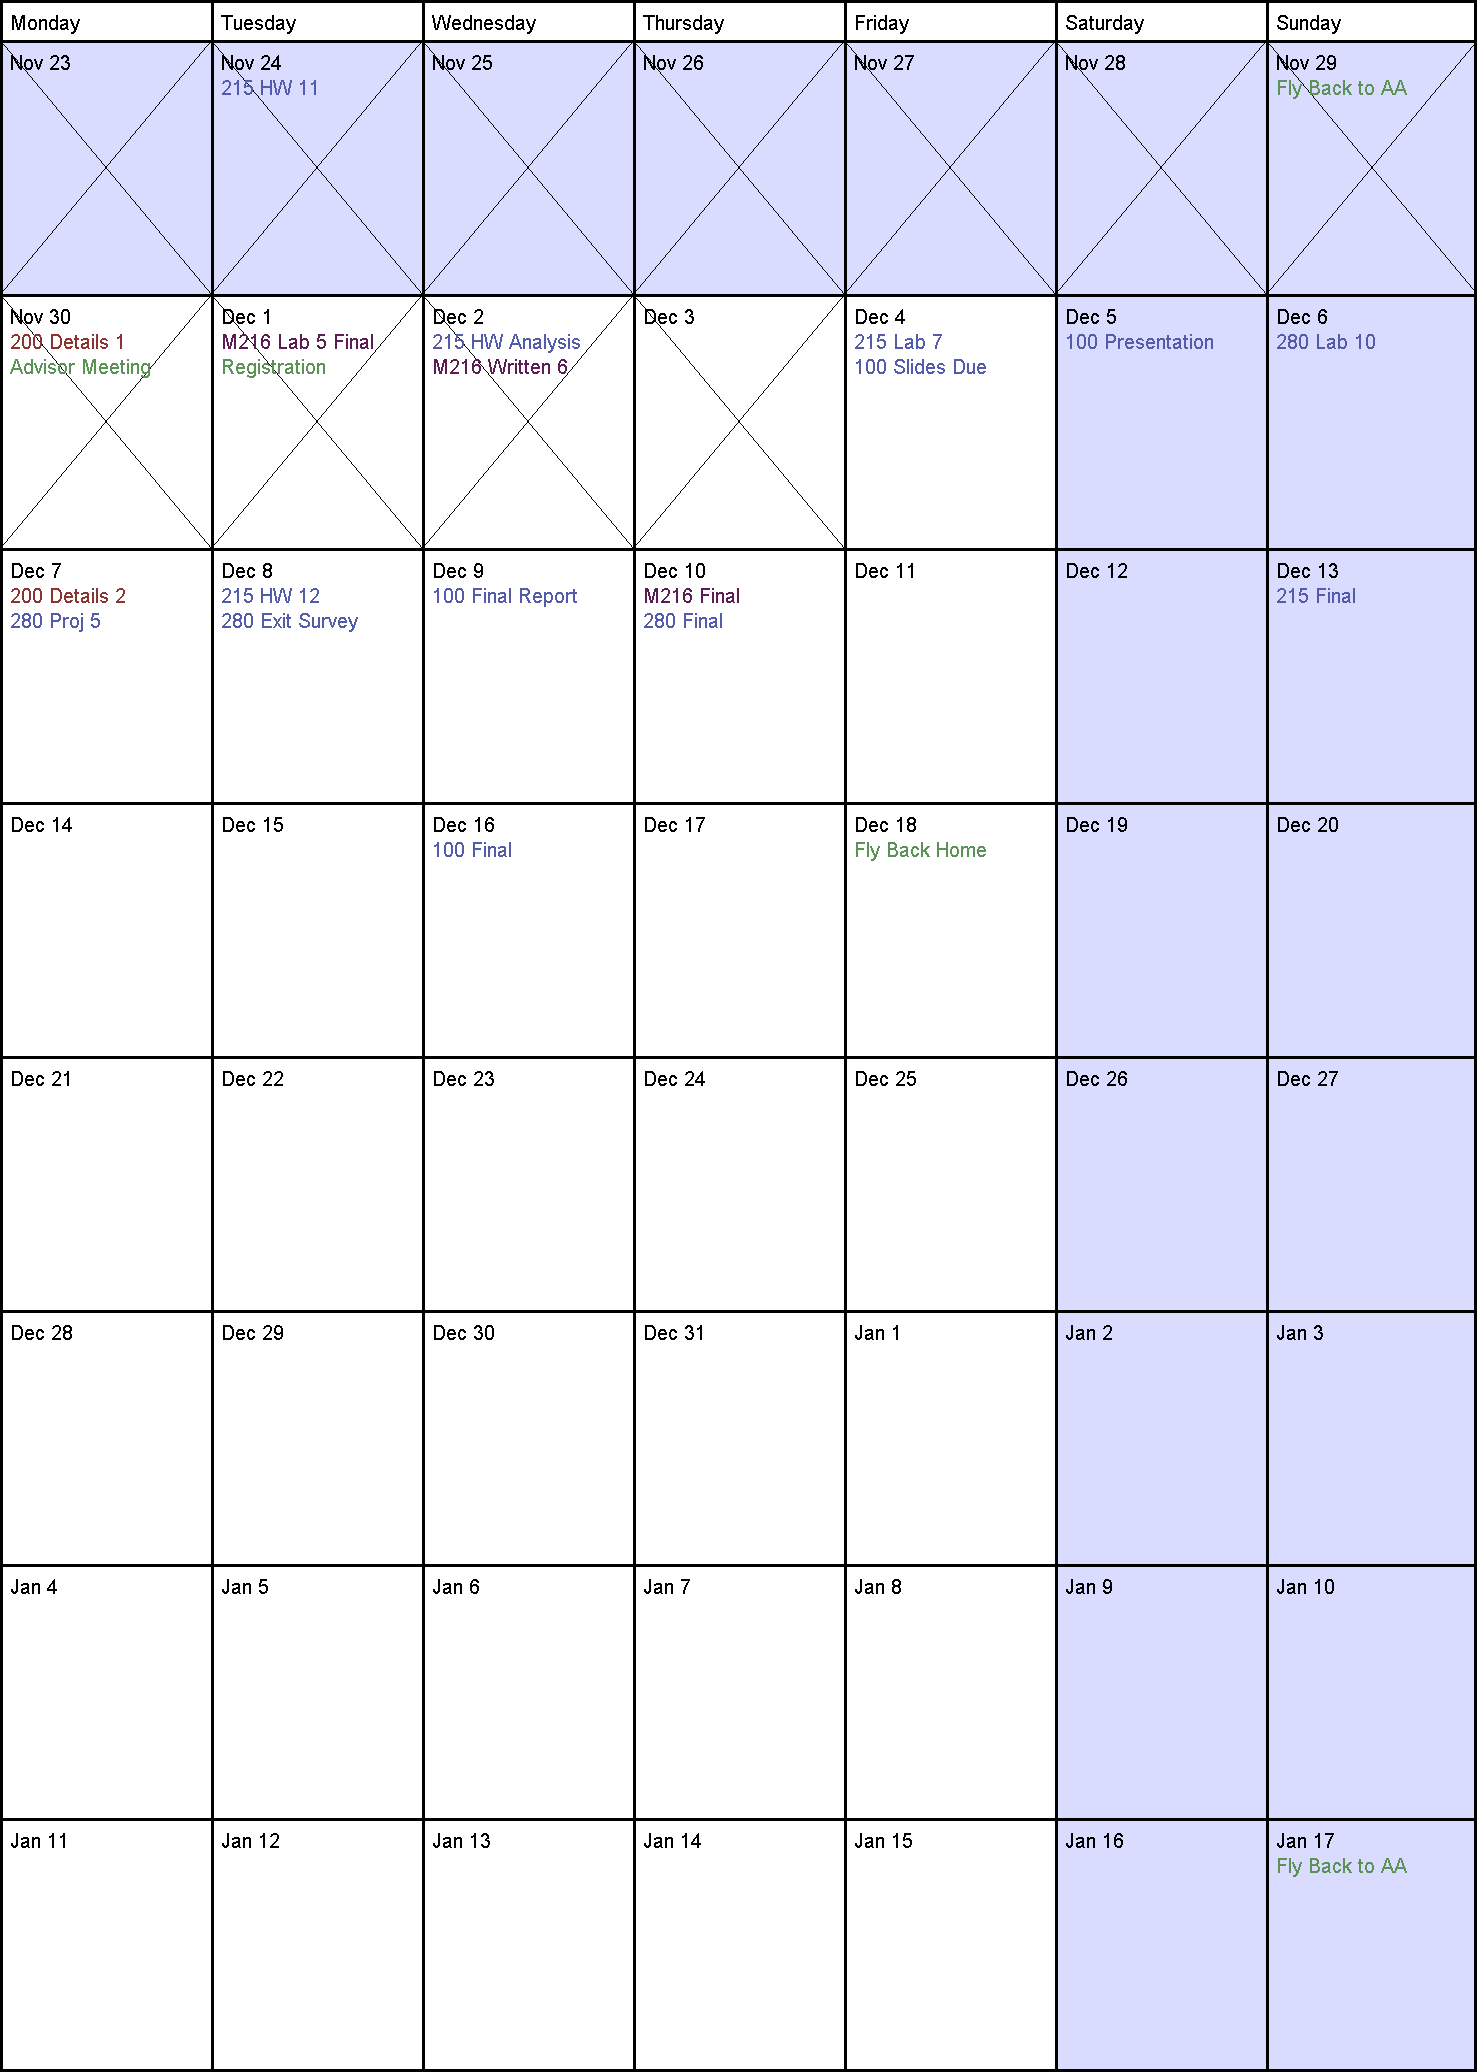 Monday Tuesday Wednesday Thursday Friday Saturday Sunday
Nov 23
Nov 24
215 HW 11
Nov 25
Nov 26
Nov 27
Nov 28
Nov 29
Fly Back to AA
Nov 30
200 Details 1
Advisor Meeting
Dec 1
M216 Lab 5 Final
Registration
Dec 2
215 HW Analysis
M216 Written 6
Dec 3
Dec 4
215 Lab 7
100 Slides Due
Dec 5
100 Presentation
Dec 6
280 Lab 10
Dec 7
200 Details 2
280 Proj 5
Dec 8
215 HW 12
280 Exit Survey
Dec 9
100 Final Report
Dec 10
M216 Final
280 Final
Dec 11
Dec 12
Dec 13
215 Final
Dec 14
Dec 15
Dec 16
100 Final
Dec 17
Dec 18
Fly Back Home
Dec 19
Dec 20
Dec 21
Dec 22
Dec 23
Dec 24
Dec 25
Dec 26
Dec 27
Dec 28
Dec 29
Dec 30
Dec 31
Jan 1
Jan 2
Jan 3
Jan 4
Jan 5
Jan 6
Jan 7
Jan 8
Jan 9
Jan 10
Jan 11
Jan 12
Jan 13
Jan 14
Jan 15
Jan 16
Jan 17
Fly Back to AA